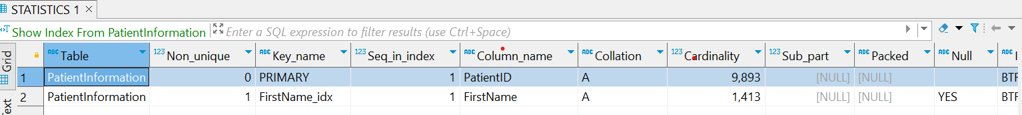 STATISTICS 1
Show Index From PatientInformation Enter a SQL expression to filter results (use Ctrl+Space)
Grid
Text
Table Non_unique Key_name Seq_in_index Column_name Collation Cardinality Sub_part Packed Null
1 PatientInformation 0 PRIMARY 1 PatientID A 9,893 [NULL] [NULL] BTR
2 PatientInformation 1 FirstName_idx 1 FirstName A 1,413 [NULL] [NULL] YES BTR